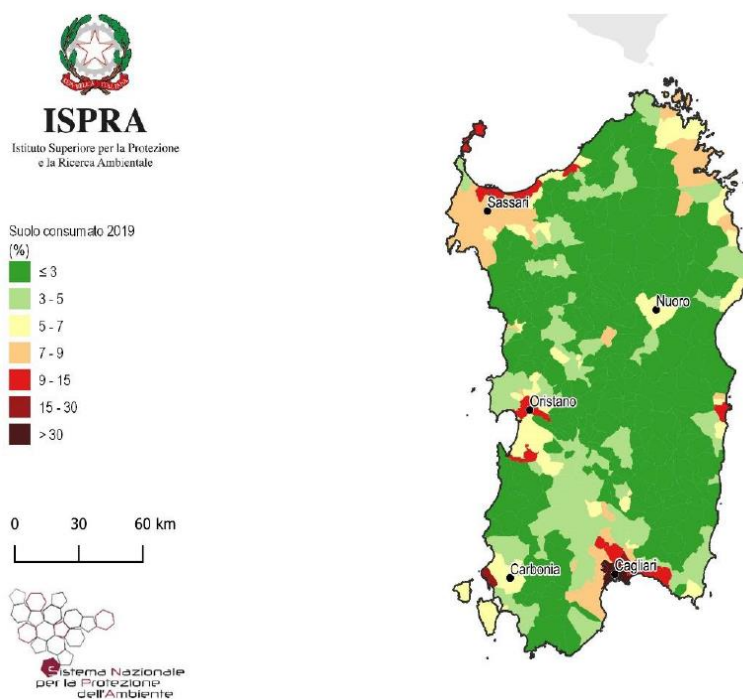 ISPRA
Istituto Superiore per la Protezione
e la Ricerca Ambientale
Suolo consumato 2019
(%)
≤ 3
3 - 5
5 - 7
7 - 9
9 - 15
15 - 30
> 30
0 30 60 km
Sistema Nazionale
per la Protezione
dell'Ambiente
Sassari
Nuoro
Oristano
Carbonia
Cagliari